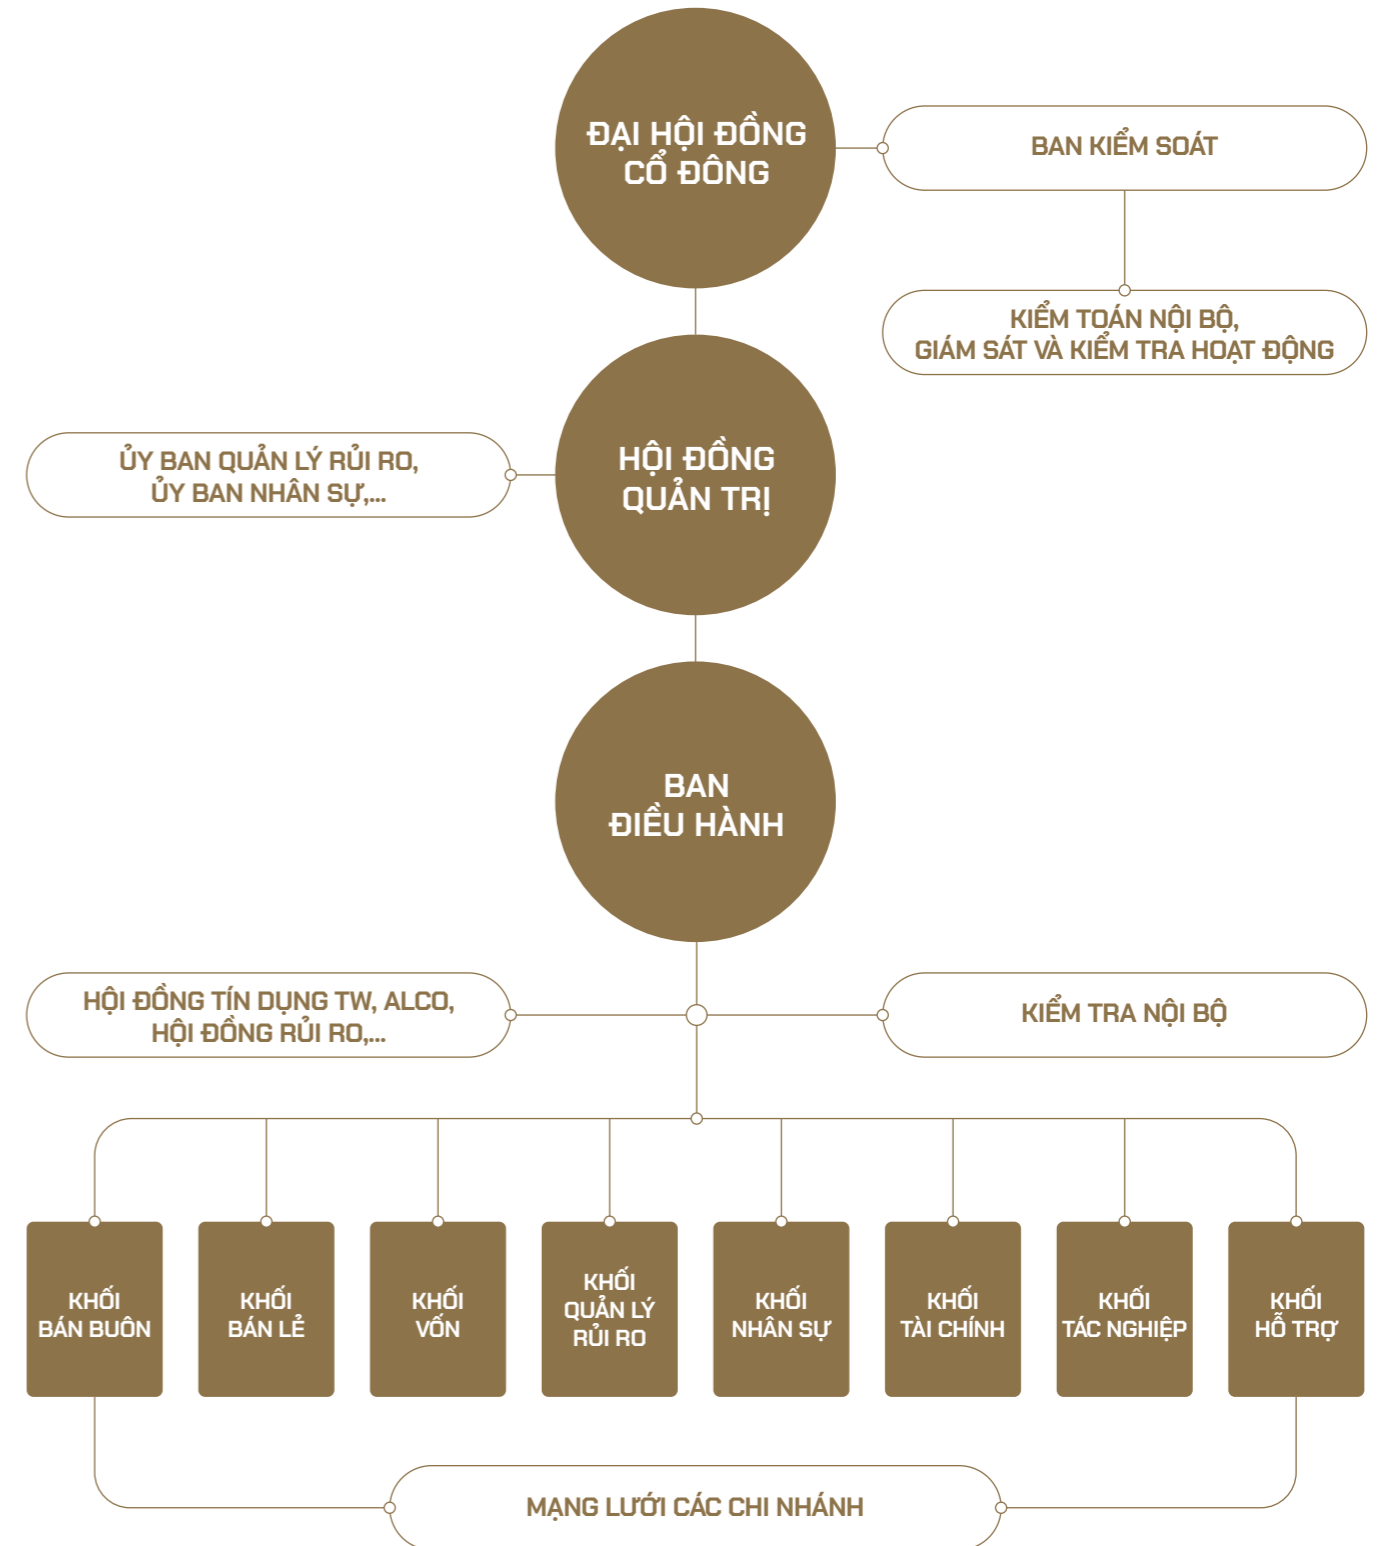 ĐẠI HỘI ĐỒNG
CỔ ĐÔNG
BAN KIỂM SOÁT
KIỂM TOÁN NỘI BỘ,
GIÁM SÁT VÀ KIỂM TRA HOẠT ĐỘNG
HỘI ĐỒNG
QUẢN TRỊ
ỦY BAN QUẢN LÝ RỦI RO,
ỦY BAN NHÂN SỰ,...
BAN
ĐIỀU HÀNH
HỘI ĐỒNG TÍN DỤNG TW, ALCO,
HỘI ĐỒNG RỦI RO,...
KIỂM TRA NỘI BỘ
KHỐI
BÁN BUÔN
KHỐI
BÁN LẺ
KHỐI
VỐN
KHỐI
QUẢN LÝ
RỦI RO
KHỐI
NHÂN SỰ
KHỐI
TÀI CHÍNH
KHỐI
TÁC NGHIỆP
KHỐI
HỖ TRỢ
MẠNG LƯỚI CÁC CHI NHÁNH